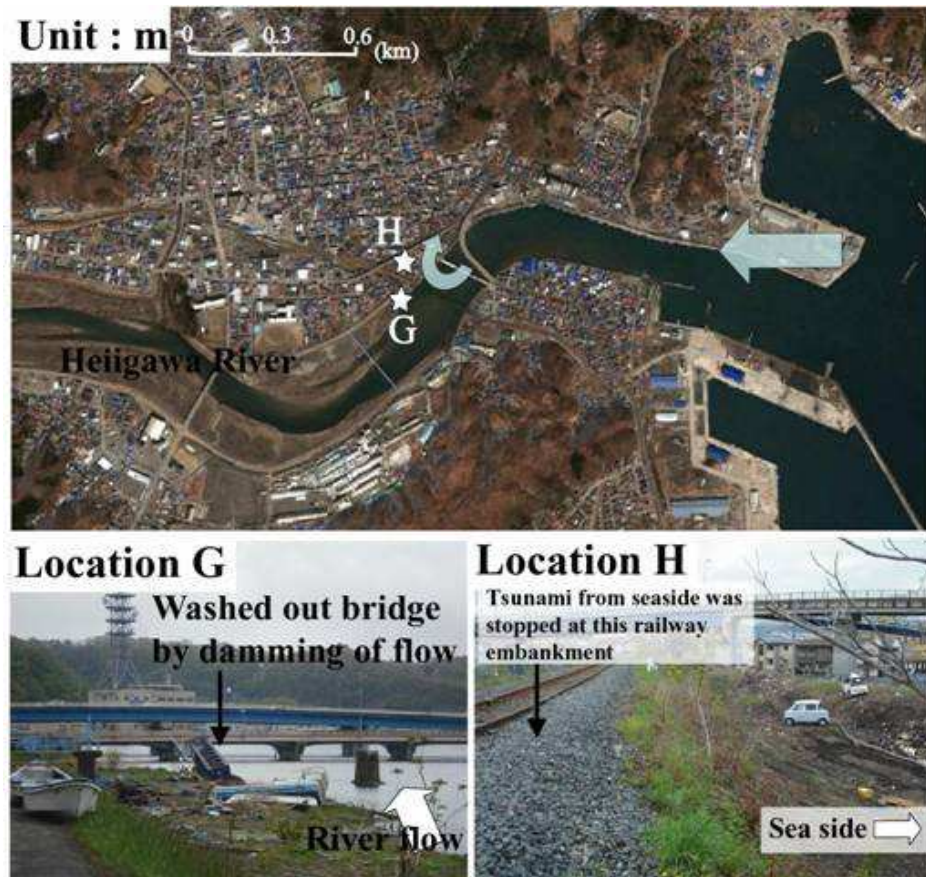 Unit : m
0 0.3 0.6
(km)
H
G
Heiigawa River
Location G
Washed out bridge
by damming of flow
River flow
Location H
Tsunami from seaside was
stopped at this railway
embankment
Sea side